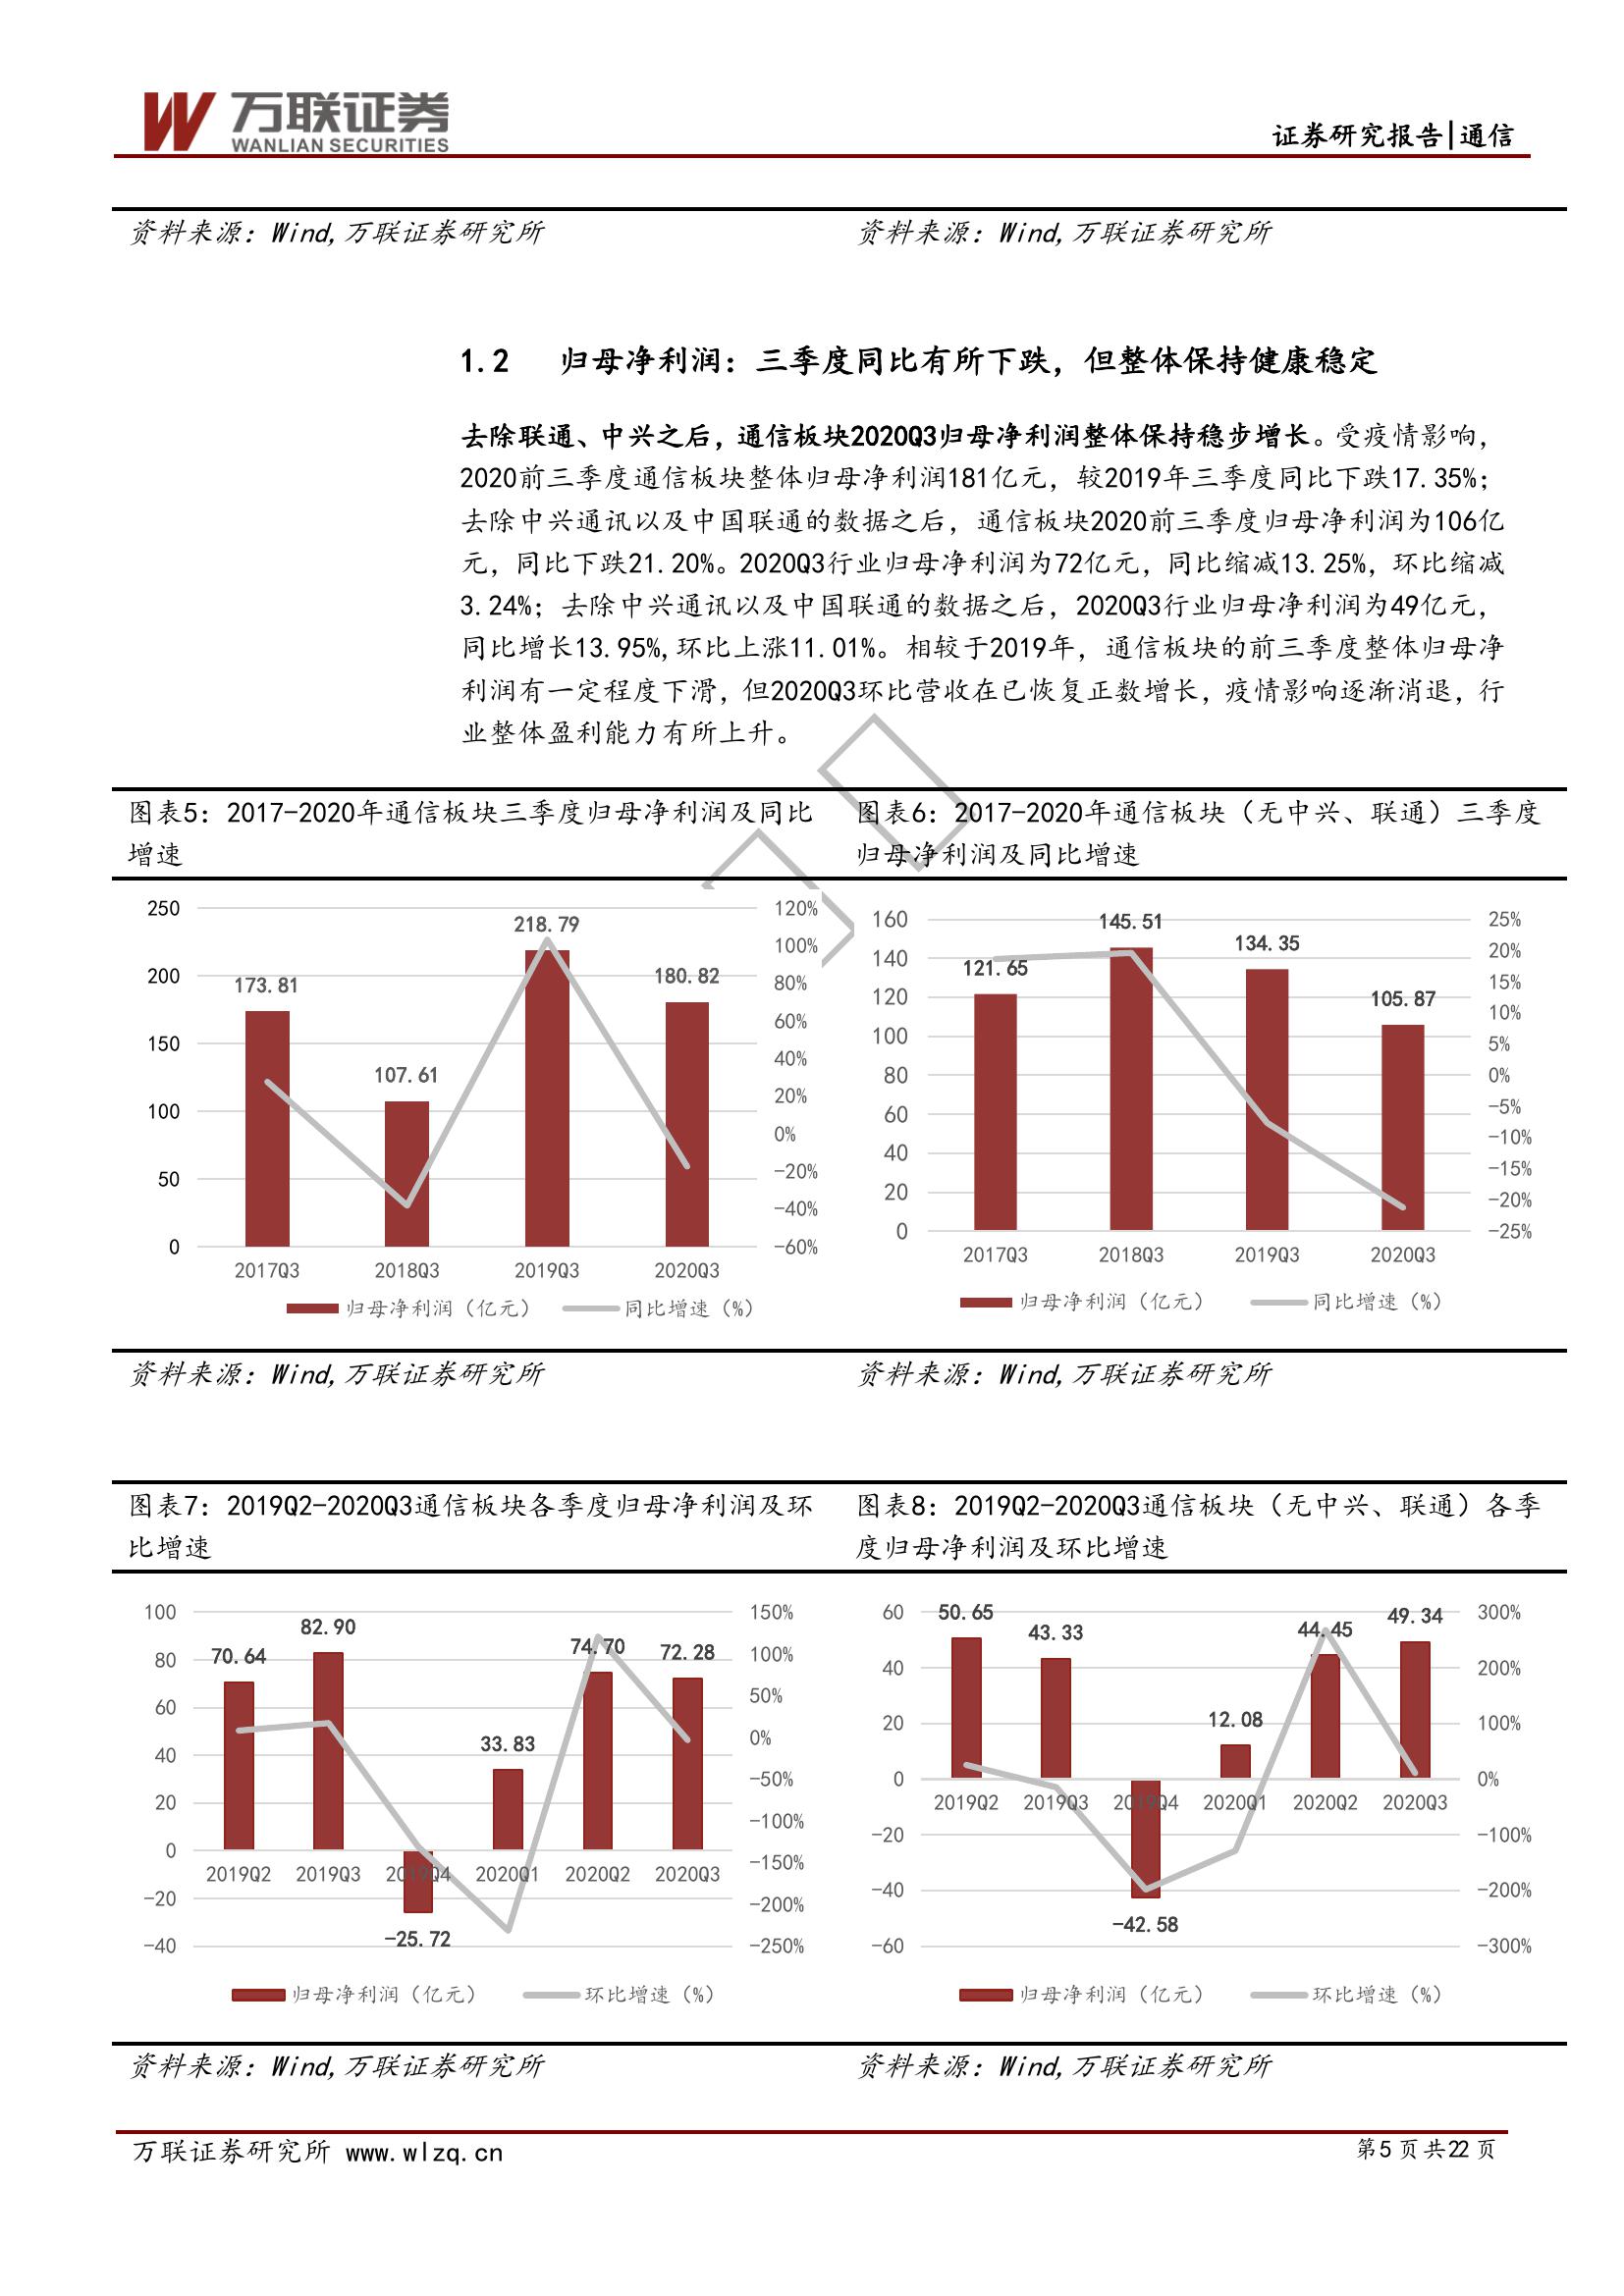 万联证券
WANLIAN SECURITIES
证券研究报告|通信
资料来源：Wind,万联证券研究所
资料来源：Wind,万联证券研究所
1.2 归母净利润：三季度同比有所下跌，但整体保持健康稳定
去除联通、中兴之后，通信板块2020Q3归母净利润整体保持稳步增长。受疫情影响，
2020前三季度通信板块整体归母净利润181亿元，较2019年三季度同比下跌17.35%；
去除中兴通讯以及中国联通的数据之后，通信板块2020前三季度归母净利润为106亿
元，同比下跌21.20%。2020Q3行业归母净利润为72亿元，同比缩减13.25%，环比缩减
3.24%；去除中兴通讯以及中国联通的数据之后，2020Q3行业归母净利润为49亿元，
同比增长13.95%,环比上涨11.01%。相较于2019年，通信板块的前三季度整体归母净
利润有一定程度下滑，但2020Q3环比营收在已恢复正数增长，疫情影响逐渐消退，行
业整体盈利能力有所上升。
图表5：2017-2020年通信板块三季度归母净利润及同比
增速
250
200
150
100
50
0
173.81
107.61
218.79
180.82
120%
100%
80%
60%
40%
20%
0%
-20%
-40%
-60%
2017Q3 2018Q3 2019Q3 2020Q3
归母净利润（亿元） 同比增速（%）
图表6：2017-2020年通信板块（无中兴、联通）三季度
归母净利润及同比增速
160
140
120
100
80
60
40
20
0
121.65
145.51
134.35
105.87
25%
20%
15%
10%
5%
0%
-5%
-10%
-15%
-20%
-25%
2017Q3 2018Q3 2019Q3 2020Q3
归母净利润（亿元） 同比增速（%）
资料来源：Wind,万联证券研究所
资料来源：Wind,万联证券研究所
图表7：2019Q2-2020Q3通信板块各季度归母净利润及环
比增速
100
80
60
40
20
0
-20
-40
70.64
82.90
-25.72
33.83
74.70
72.28
150%
100%
50%
0%
-50%
-100%
-150%
-200%
-250%
2019Q2 2019Q3 2019Q4 2020Q1 2020Q2 2020Q3
归母净利润（亿元） 环比增速（%）
图表8：2019Q2-2020Q3通信板块（无中兴、联通）各季
度归母净利润及环比增速
60
40
20
0
-20
-40
-60
50.65
43.33
-42.58
12.08
44.45
49.34
300%
200%
100%
0%
-100%
-200%
-300%
2019Q2 2019Q3 2019Q4 2020Q1 2020Q2 2020Q3
归母净利润（亿元） 环比增速（%）
资料来源：Wind,万联证券研究所
资料来源：Wind,万联证券研究所
万联证券研究所 www.wlzq.cn
第5页共22页